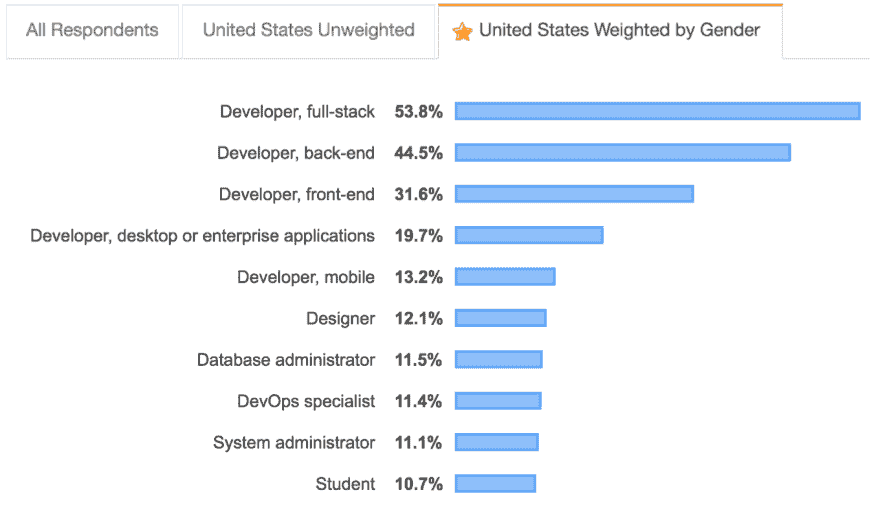 All Respondents United States Unweighted United States Weighted by Gender
Developer, full-stack 53.8%
Developer, back-end 44.5%
Developer, front-end 31.6%
Developer, desktop or enterprise applications 19.7%
Developer, mobile 13.2%
Designer 12.1%
Database administrator 11.5%
DevOps specialist 11.4%
System administrator 11.1%
Student 10.7%